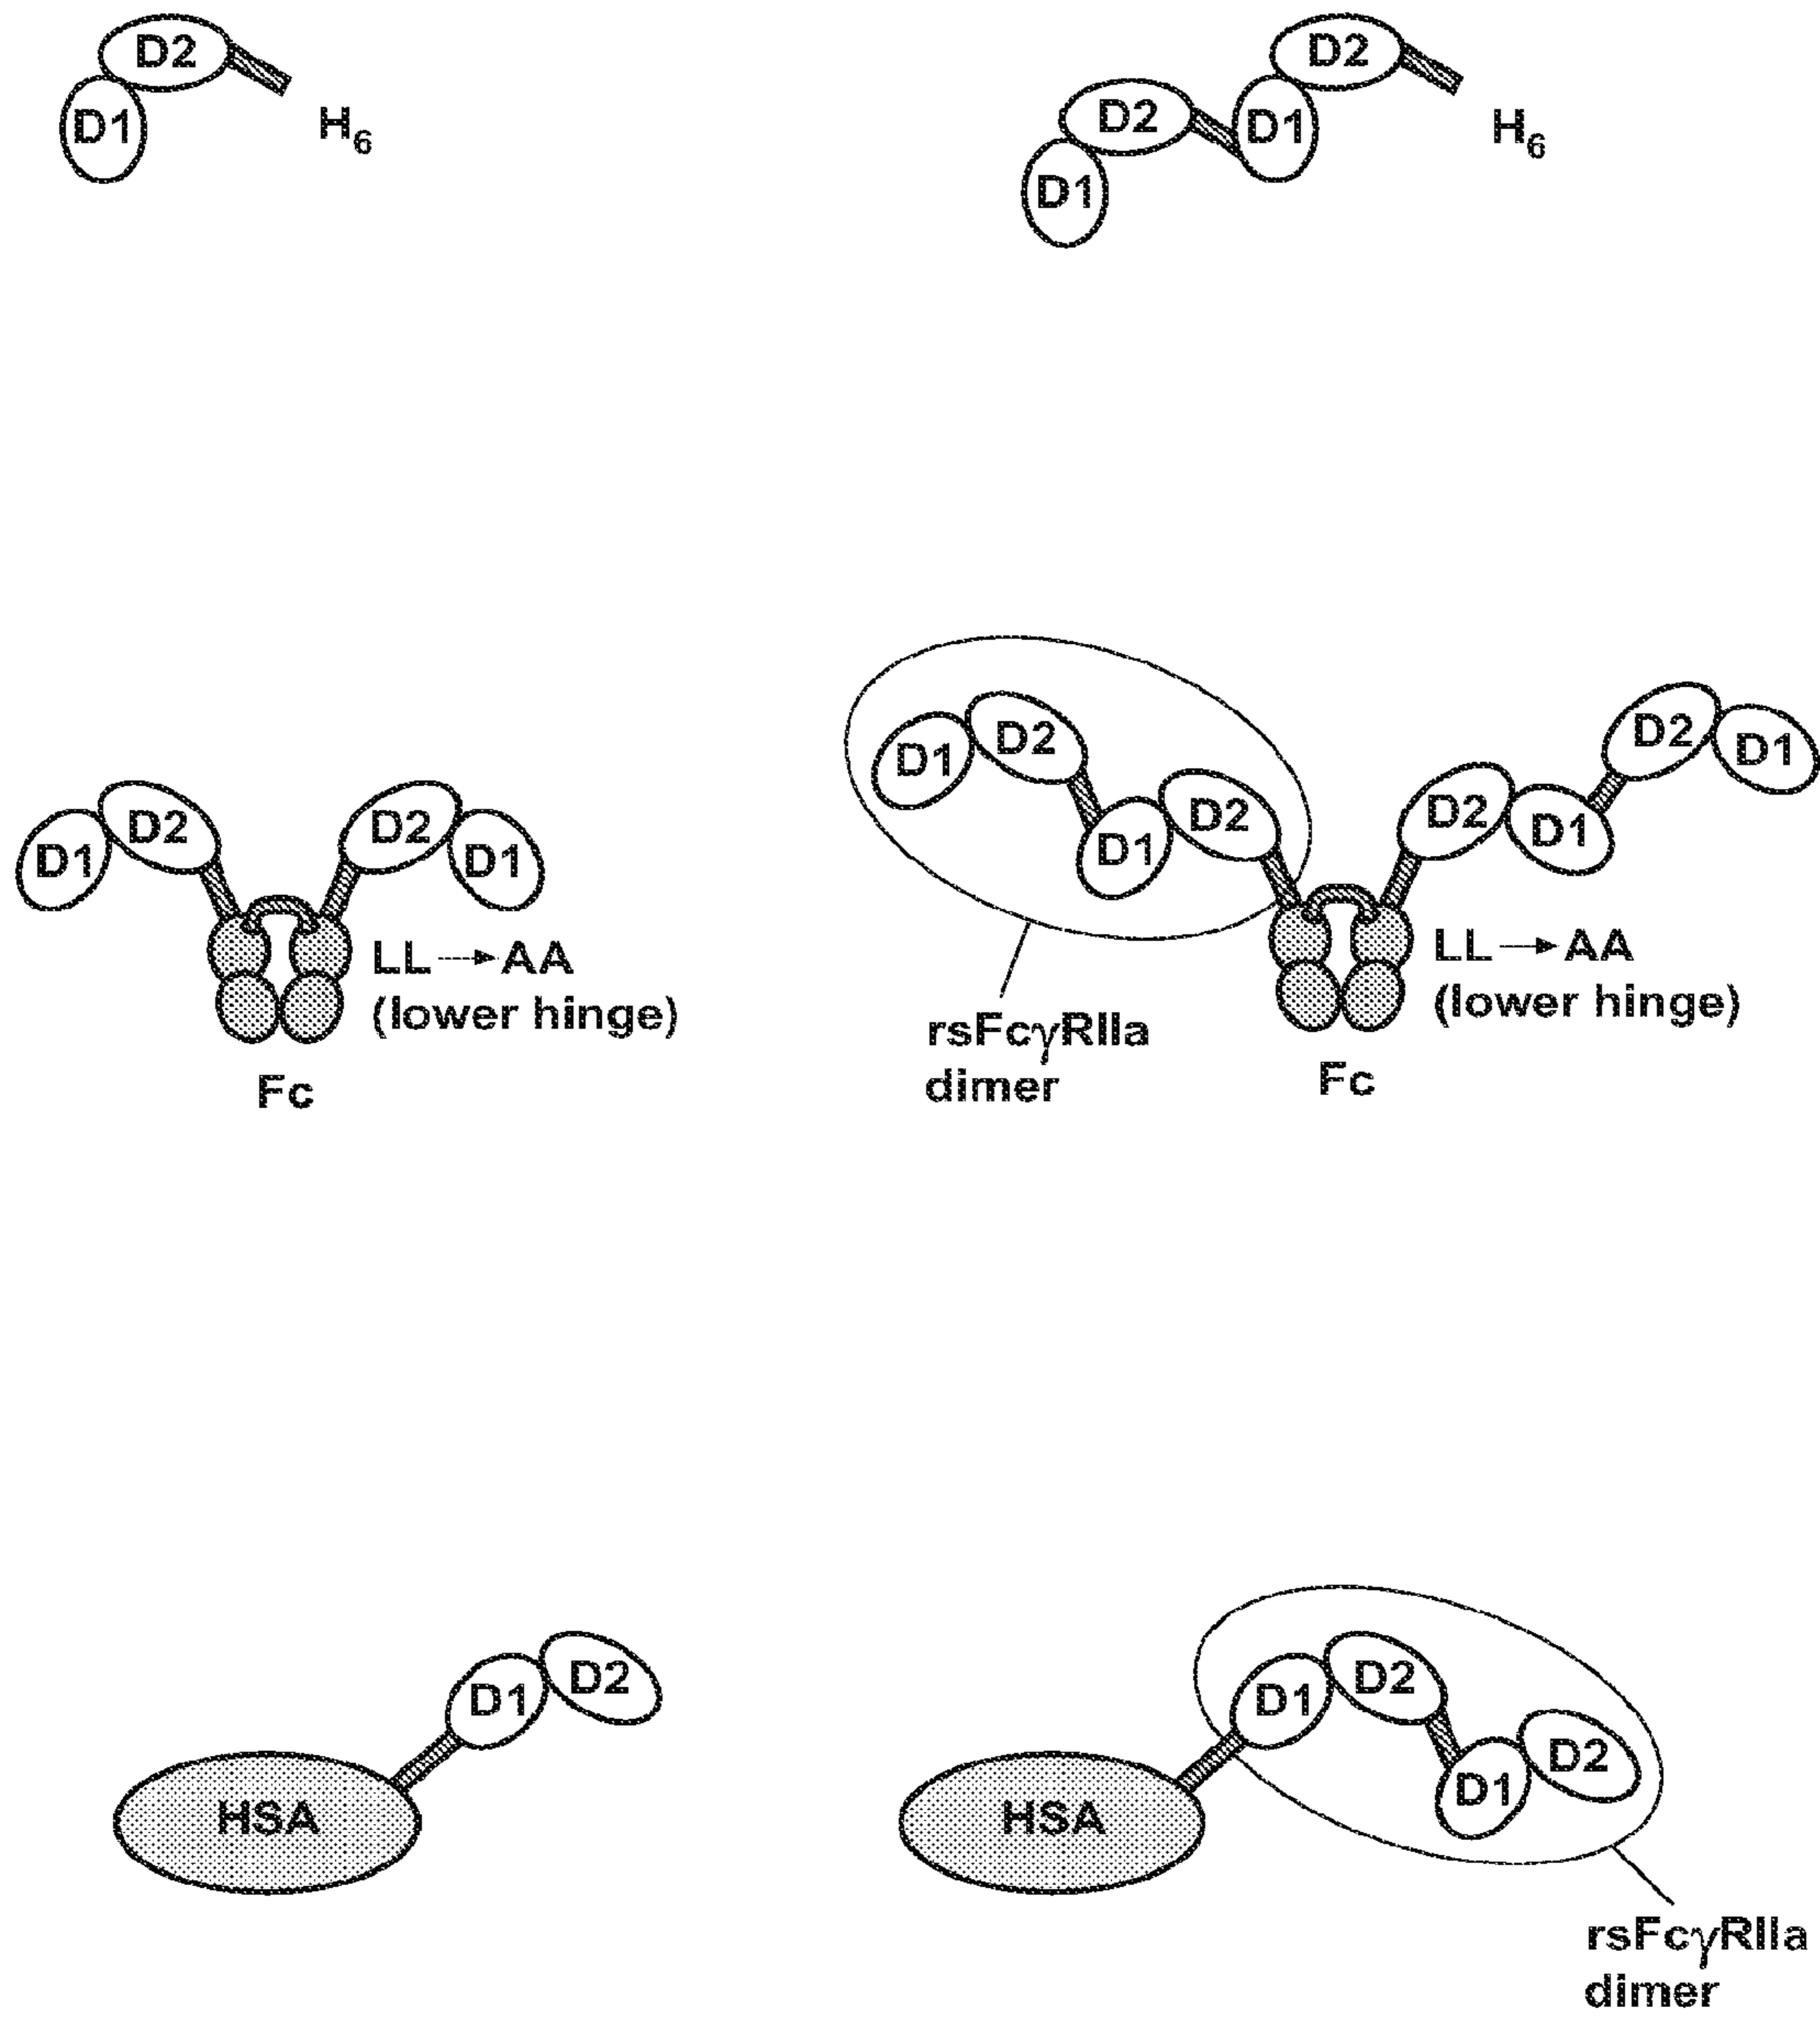 D2
D1
H6
D2
D2
D1
D1
H6
D1
D2
D2
D1
LL→AA
(lower hinge)
Fc
D1
D2
D1
D2
D2
D1
D2
D1
LL→AA
(lower hinge)
rsFcγRIIa
dimer
Fc
HSA
D1
D2
HSA
D1
D2
D1
D2
rsFcγRIIa
dimer